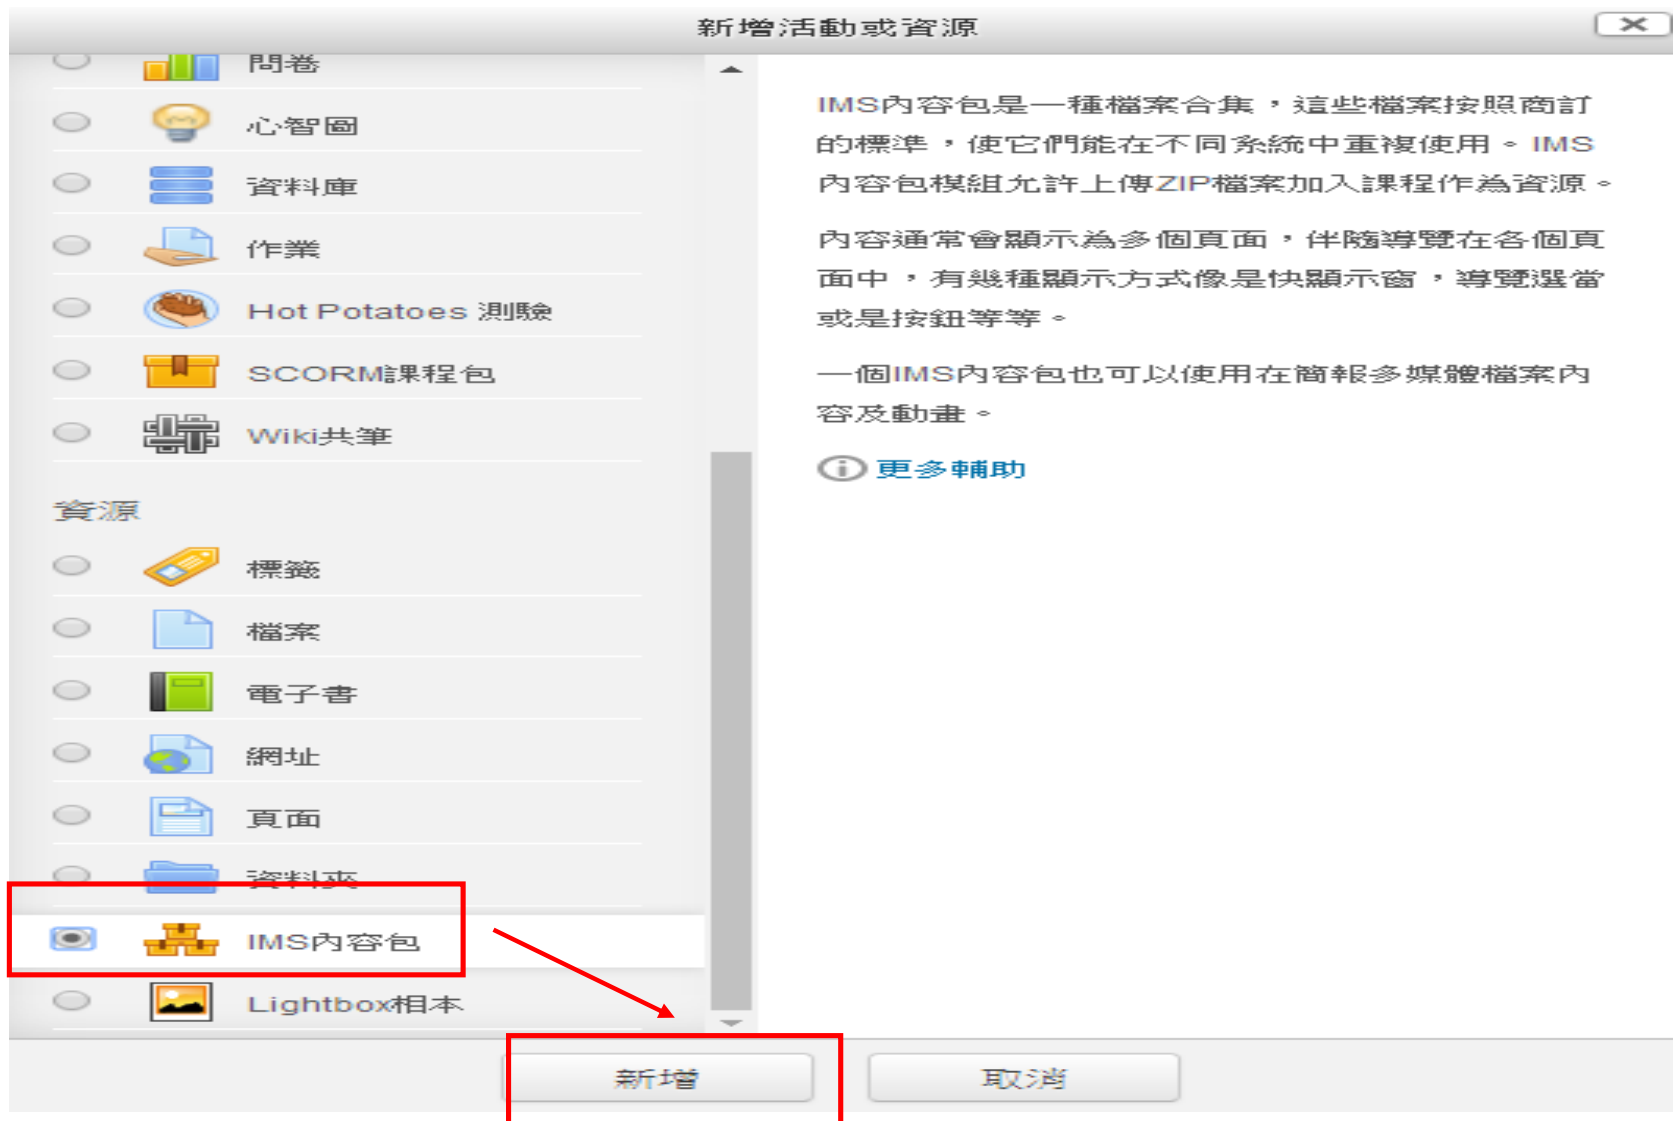 新增活動或資源
問卷
心智圖
資料庫
作業
Hot Potatoes 測驗
SCORM課程包
Wiki共筆
資源
標籤
檔案
電子書
網址
頁面
資料夾
IMS內容包
Lightbox相本
IMS內容包是一種檔案合集，這些檔案按照商訂
的標準，使它們能在不同系統中重複使用。IMS
內容包模組允許上傳ZIP檔案加入課程作為資源。
內容通常會顯示為多個頁面，伴隨導覽在各個頁
面中，有幾種顯示方式像是快顯示窗，導覽選當
或是按鈕等等。
一個IMS內容包也可以使用在簡報多媒體檔案內
容及動畫。
更多輔助
新增
取消